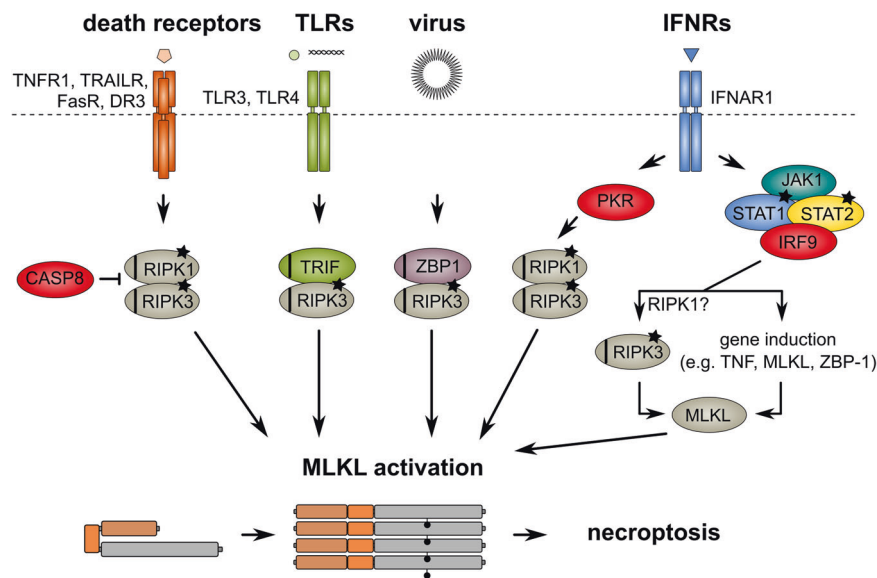 death receptors
TLRs
virus
IFNRs
TNFR1, TRAILR,
FasR, DR3
TLR3, TLR4
IFNAR1
JAK1
STAT1
STAT2
IRF9
PKR
CASP8
RIPK1
RIPK3
TRIF
RIPK3
ZBP1
RIPK3
RIPK1
RIPK3
RIPK1?
RIPK3
gene induction
(e.g. TNF, MLKL, ZBP-1)
MLKL
MLKL activation
necroptosis